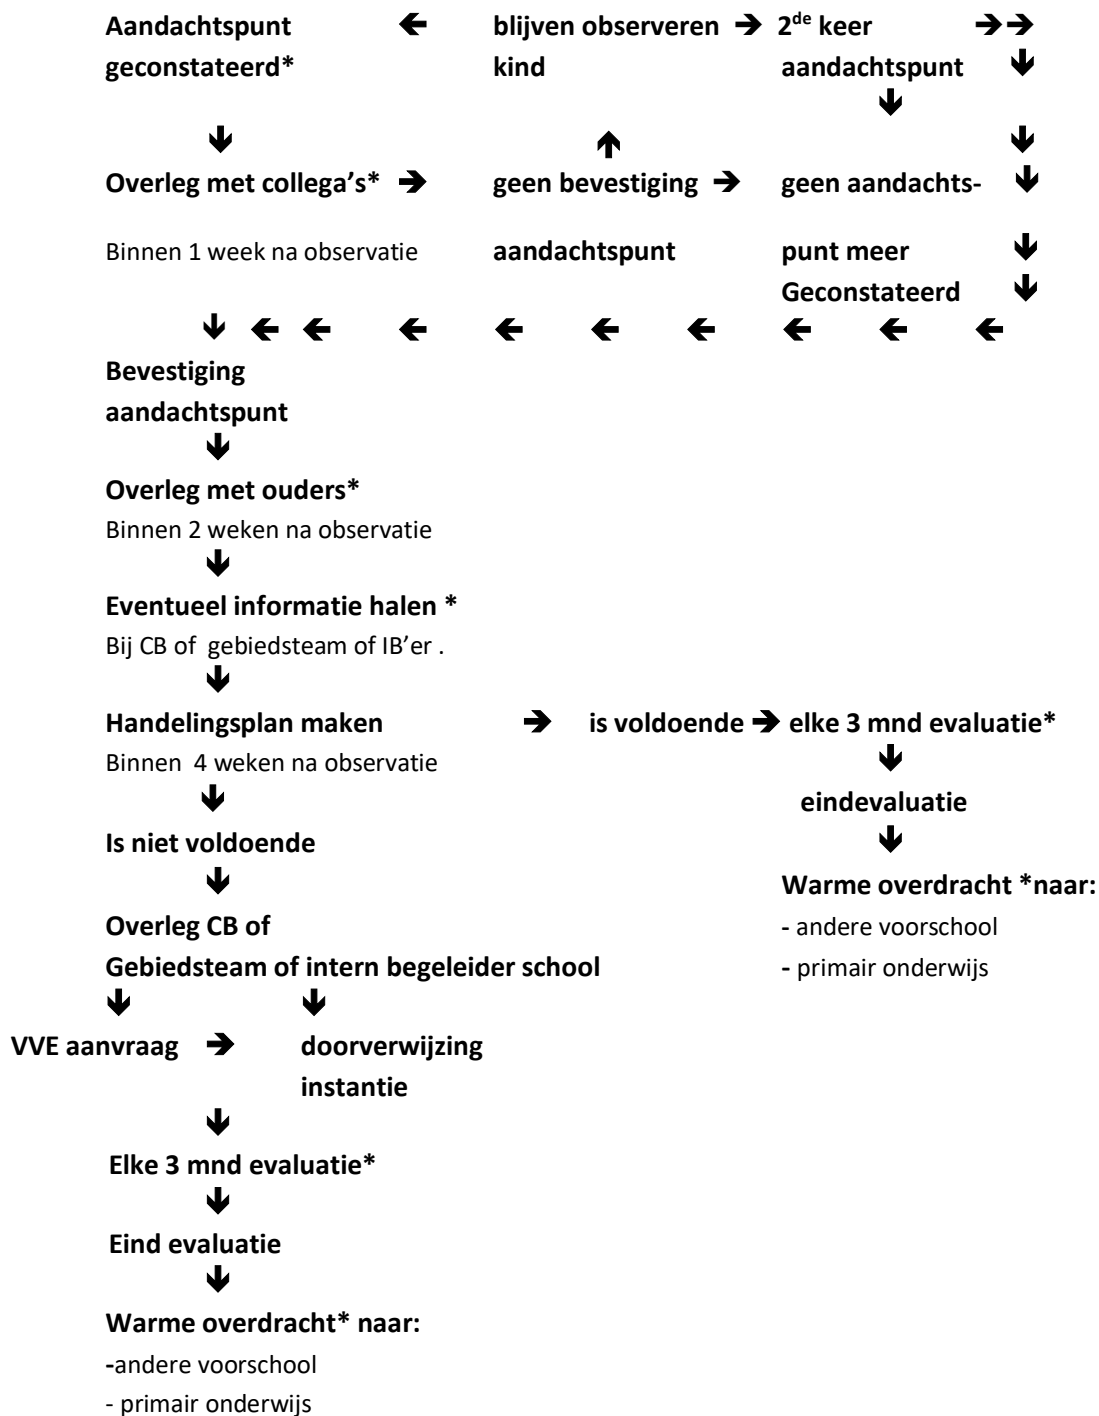 Aandachtspunt 🡸 blijven observeren 🡺 2de keer 🡺🡺
geconstateerd* kind aandachtspunt 🡻
🡻
🡻 🡹 🡻
Overleg met collega’s* 🡺 geen bevestiging 🡺 geen aandachts- 🡻
Binnen 1 week na observatie aandachtspunt punt meer 🡻
Geconstateerd 🡻
🡻 🡸 🡸 🡸 🡸 🡸 🡸 🡸 🡸 🡸
Bevestiging
aandachtspunt
🡻
Overleg met ouders*
Binnen 2 weken na observatie
🡻
Eventueel informatie halen *
Bij CB of gebiedsteam of IB’er .
🡻
Handelingsplan maken 🡺 is voldoende 🡺 elke 3 mnd evaluatie*
Binnen 4 weken na observatie 🡻
🡻 eindevaluatie
Is niet voldoende 🡻
🡻 Warme overdracht *naar:
Overleg CB of - andere voorschool
Gebiedsteam of intern begeleider school - primair onderwijs
🡻 🡻
VVE aanvraag 🡺 doorverwijzing
instantie
🡻
Elke 3 mnd evaluatie*
🡻
Eind evaluatie
🡻
Warme overdracht* naar:
-andere voorschool
- primair onderwijs